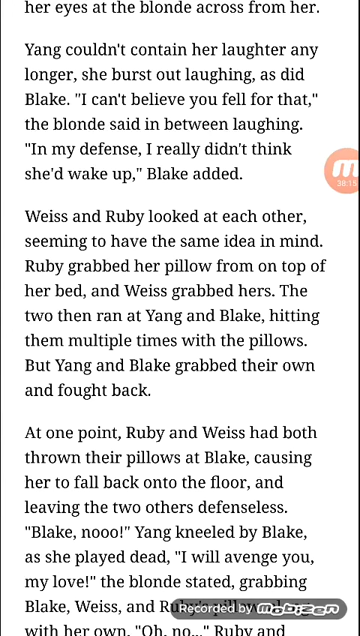 her eyes at the blonde across from her.
Yang couldn't contain her laughter any
longer, she burst out laughing, as did
Blake. "I can't believe you fell for that,"
the blonde said in between laughing.
"In my defense, I really didn't think
she'd wake up," Blake added.
38:15
Weiss and Ruby looked at each other,
seeming to have the same idea in mind.
Ruby grabbed her pillow from on top of
her bed, and Weiss grabbed hers. The
two then ran at Yang and Blake, hitting
them multiple times with the pillows.
But Yang and Blake grabbed their own
and fought back.
At one point, Ruby and Weiss had both
thrown their pillows at Blake, causing
her to fall back onto the floor, and
leaving the two others defenseless.
"Blake, nooo!" Yang kneeled by Blake,
as she played dead, "I will avenge you,
my love!" the blonde stated, grabbing
Blake, Weiss, and Ruby's
Recorded by mobizen
with her own. "Oh, no..." Ruby and